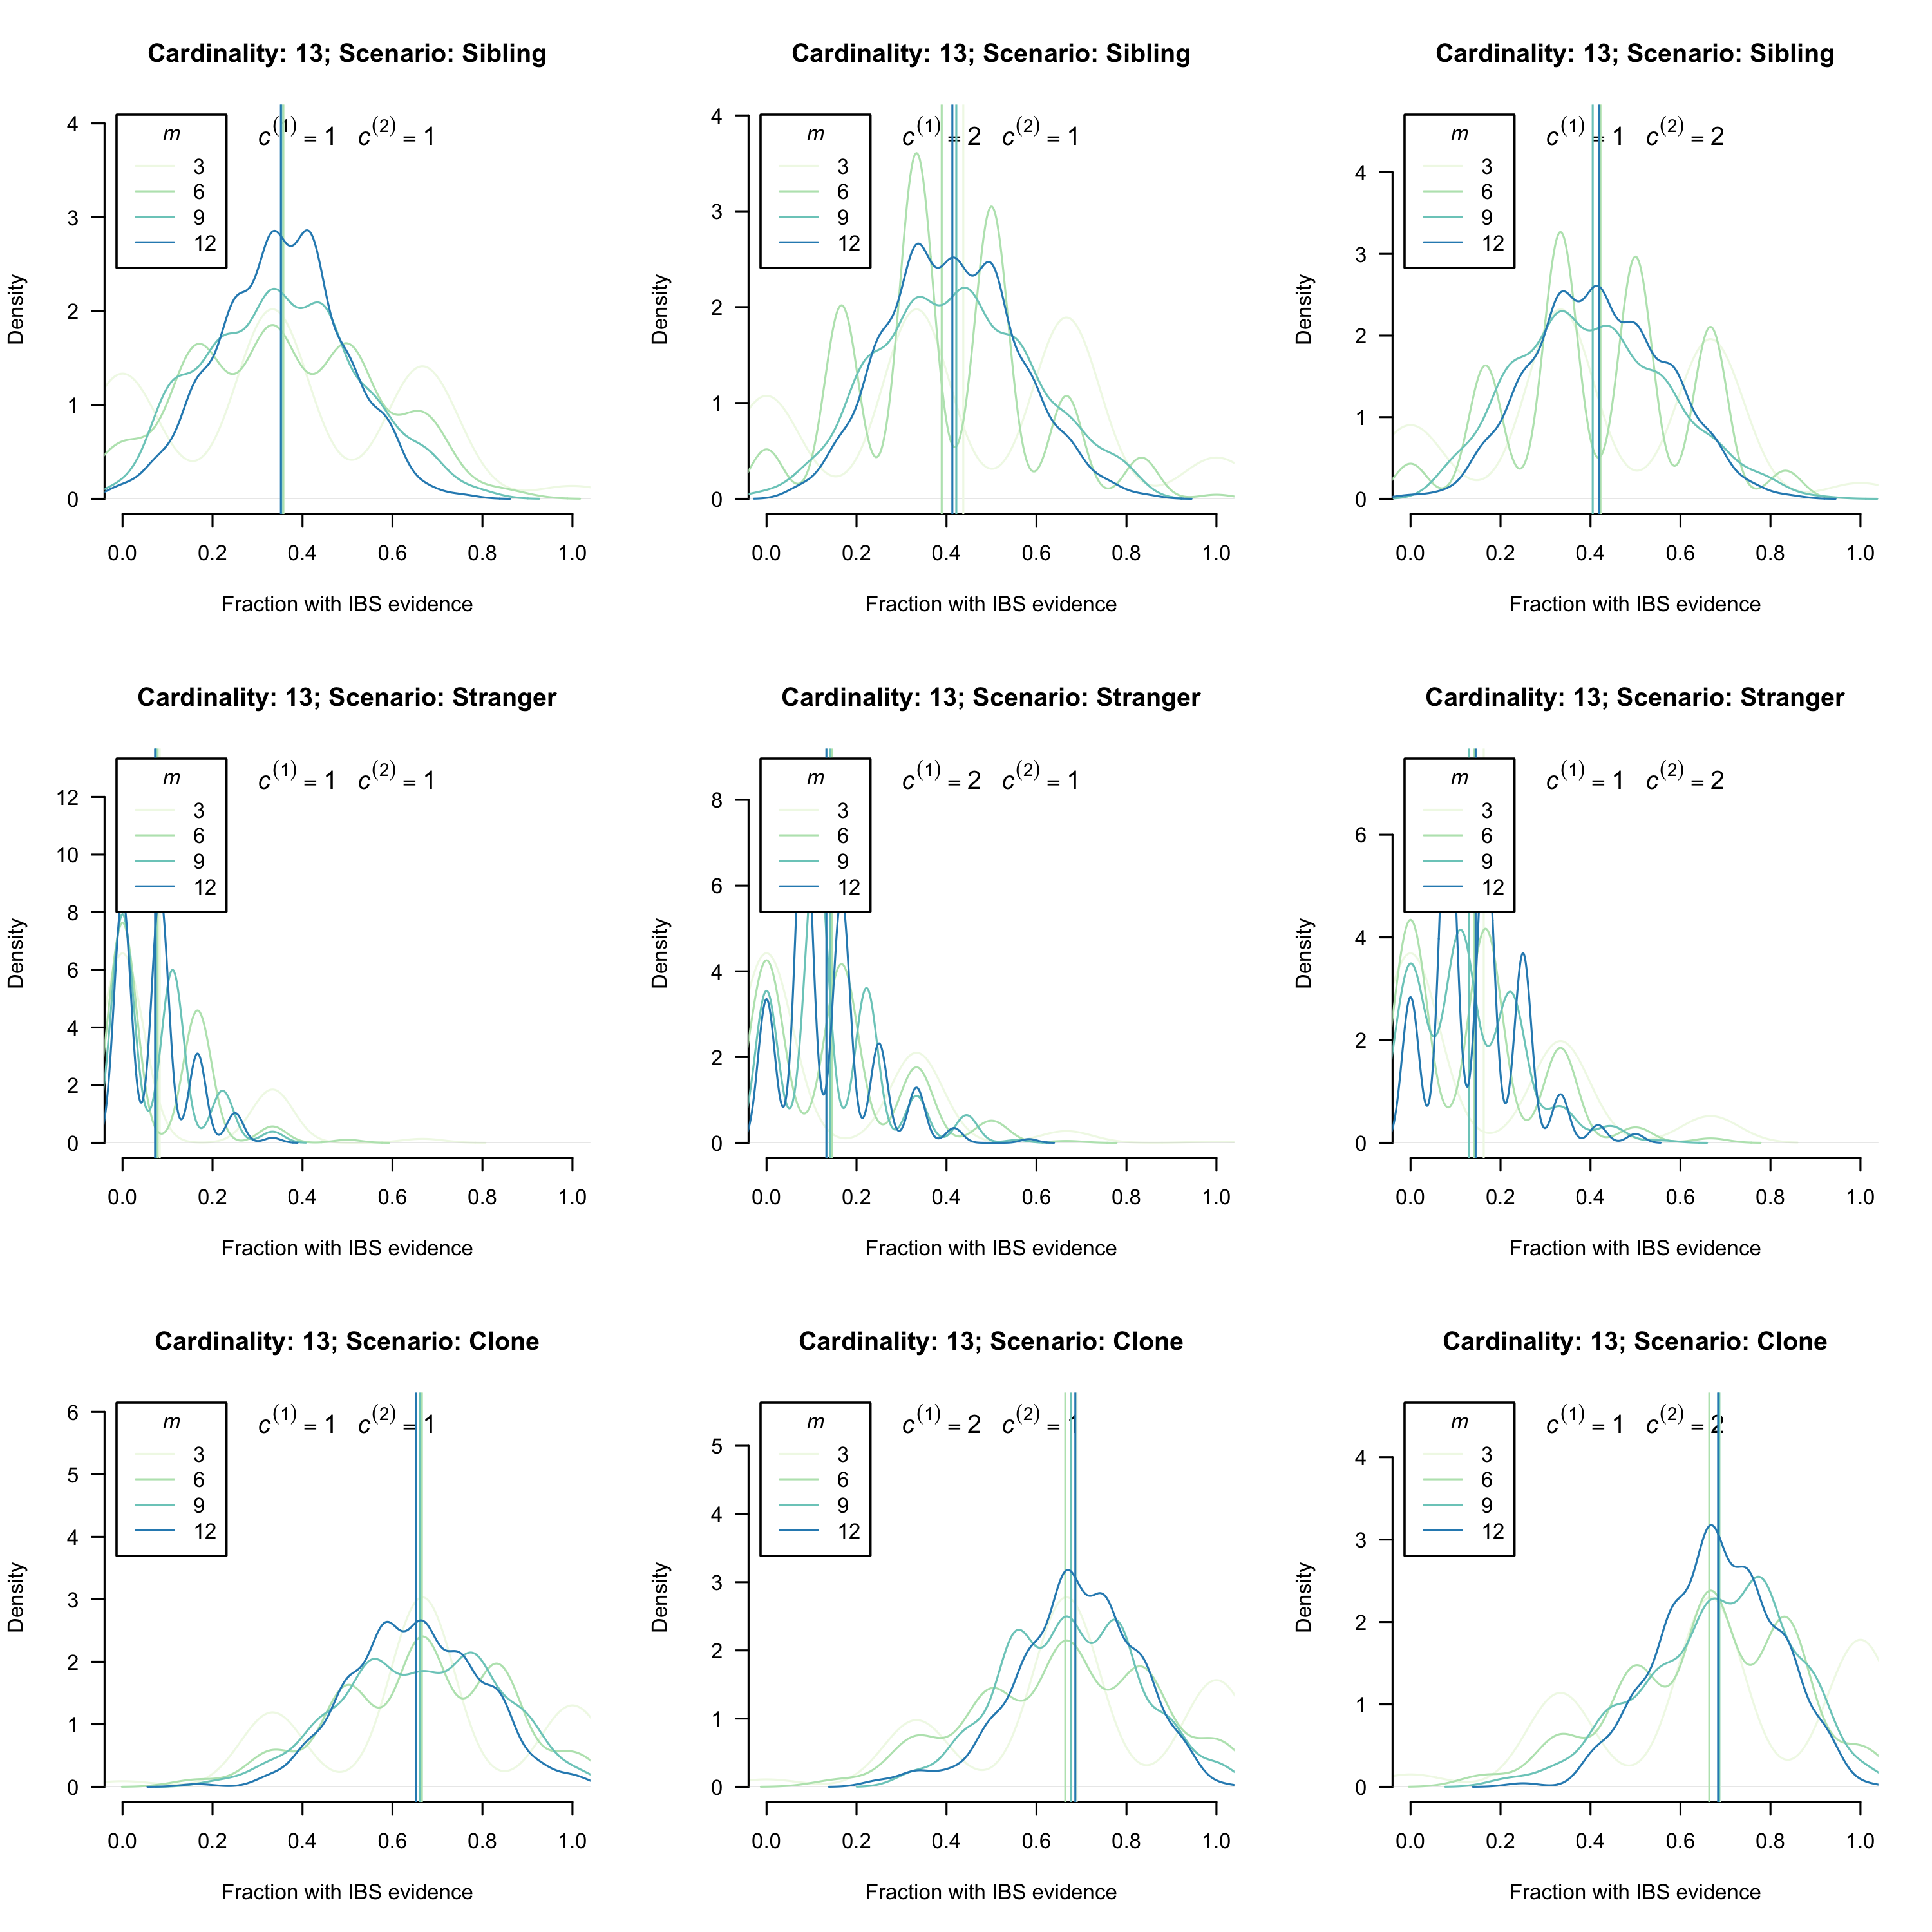 Cardinality: 13; Scenario: Sibling
c(1) = 1 c(2) = 1
m
3
6
9
12
4
3
2
1
0
Density
0.0 0.2 0.4 0.6 0.8 1.0
Fraction with IBS evidence
Cardinality: 13; Scenario: Sibling
c(1) = 2 c(2) = 1
m
3
6
9
12
4
3
2
1
0
Density
0.0 0.2 0.4 0.6 0.8 1.0
Fraction with IBS evidence
Cardinality: 13; Scenario: Sibling
c(1) = 1 c(2) = 2
m
3
6
9
12
4
3
2
1
0
Density
0.0 0.2 0.4 0.6 0.8 1.0
Fraction with IBS evidence
Cardinality: 13; Scenario: Stranger
c(1) = 1 c(2) = 1
m
3
6
9
12
12
10
8
6
4
2
0
Density
0.0 0.2 0.4 0.6 0.8 1.0
Fraction with IBS evidence
Cardinality: 13; Scenario: Stranger
c(1) = 2 c(2) = 1
m
3
6
9
12
8
6
4
2
0
Density
0.0 0.2 0.4 0.6 0.8 1.0
Fraction with IBS evidence
Cardinality: 13; Scenario: Stranger
c(1) = 1 c(2) = 2
m
3
6
9
12
6
4
2
0
Density
0.0 0.2 0.4 0.6 0.8 1.0
Fraction with IBS evidence
Cardinality: 13; Scenario: Clone
c(1) = 1 c(2) = 1
m
3
6
9
12
6
5
4
3
2
1
0
Density
0.0 0.2 0.4 0.6 0.8 1.0
Fraction with IBS evidence
Cardinality: 13; Scenario: Clone
c(1) = 2 c(2) = 1
m
3
6
9
12
5
4
3
2
1
0
Density
0.0 0.2 0.4 0.6 0.8 1.0
Fraction with IBS evidence
Cardinality: 13; Scenario: Clone
c(1) = 1 c(2) = 2
m
3
6
9
12
4
3
2
1
0
Density
0.0 0.2 0.4 0.6 0.8 1.0
Fraction with IBS evidence